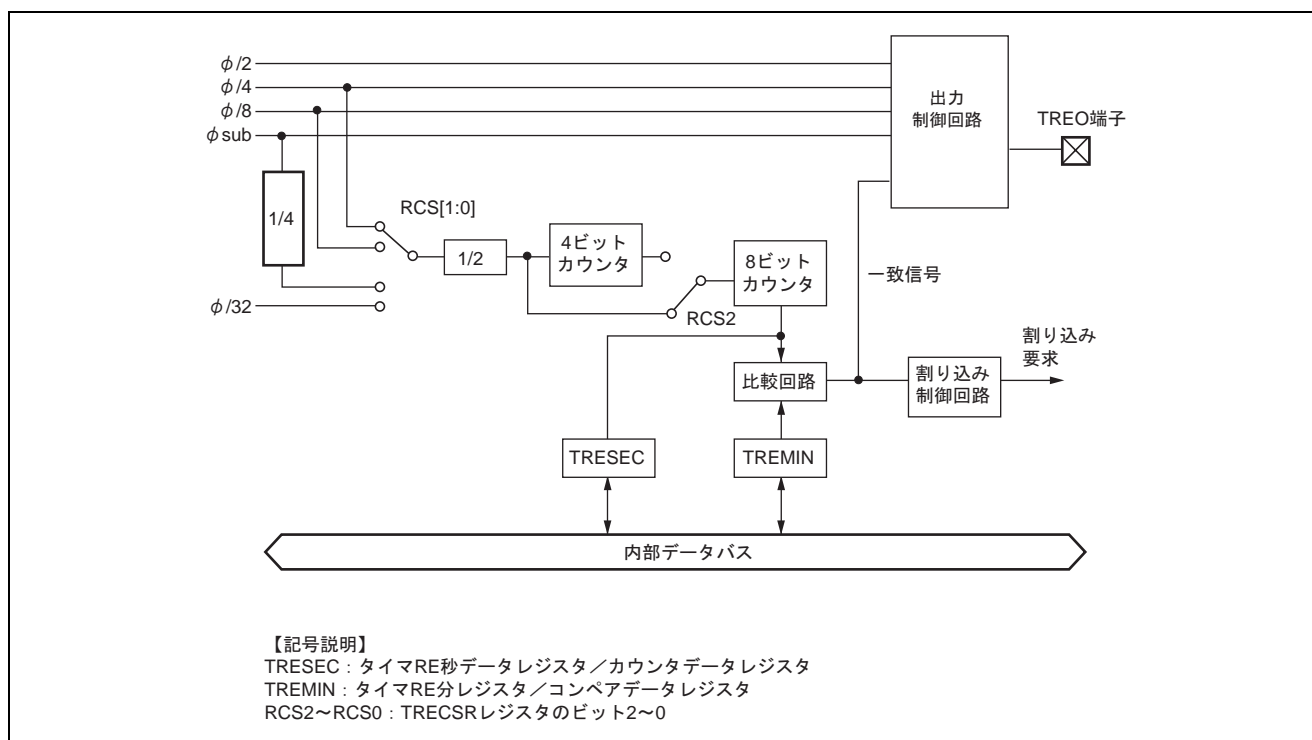 φ/2
φ/4
φ/8
φsub
出力
制御回路
TREO端子
1/4
RCS[1:0]
1/2
4ビット
カウンタ
8ビット
カウンタ
一致信号
φ/32
RCS2
割り込み
要求
比較回路
割り込み
制御回路
TRESEC
TREMIN
内部データバス
【記号説明】
TRESEC：タイマRE秒データレジスタ／カウンタデータレジスタ
TREMIN：タイマRE分レジスタ／コンペアデータレジスタ
RCS2～RCS0：TRECSRレジスタのビット2～0